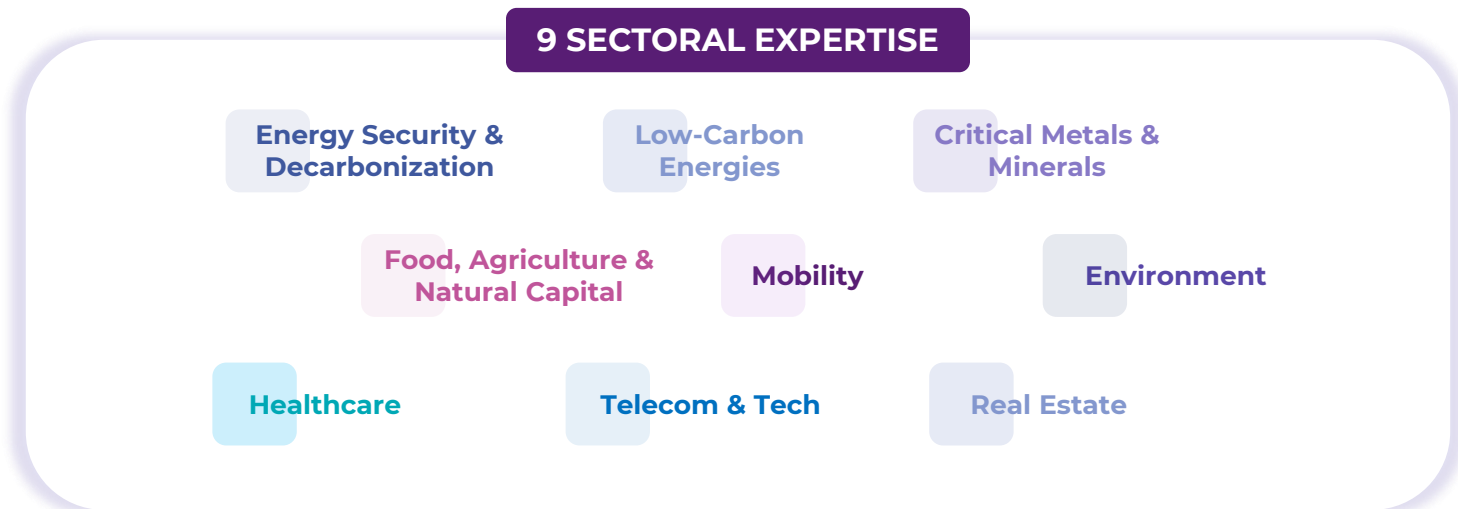 9 SECTORAL EXPERTISE
Energy Security &
Decarbonization
Low-Carbon
Energies
Critical Metals &
Minerals
Food, Agriculture &
Natural Capital
Mobility
Environment
Healthcare
Telecom & Tech
Real Estate